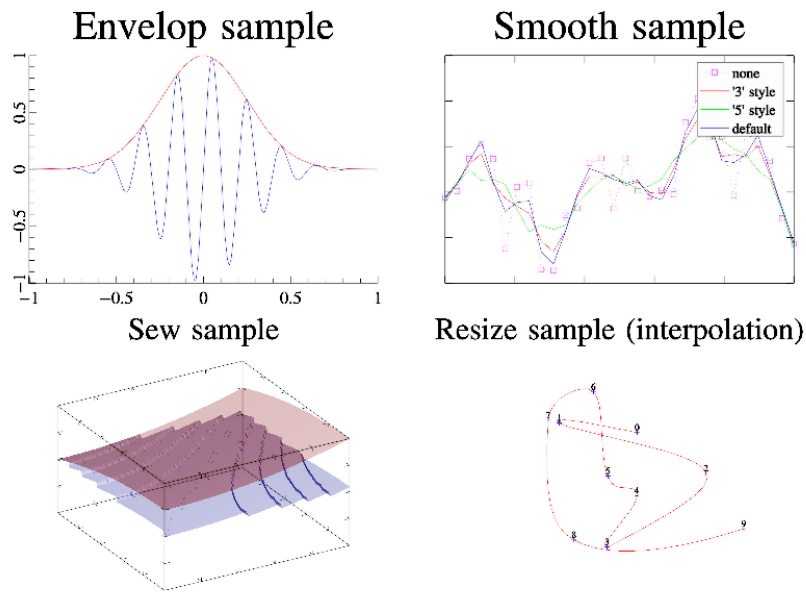 Envelop sample
Smooth sample
none
'3' style
'5' style
default
1
0.5
0
−0.5
−1
−1
−0.5
0
0.5
1
Sew sample
Resize sample (interpolation)
6
7
1
0
5
2
4
9
8
3